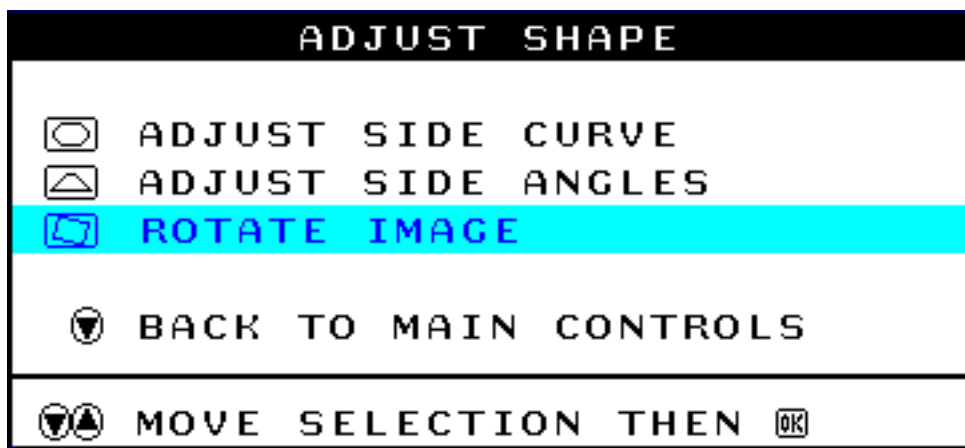 ADJUST SHAPE
ADJUST SIDE CURVE
ADJUST SIDE ANGLES
ROTATE IMAGE
BACK TO MAIN CONTROLS
MOVE SELECTION THEN OK